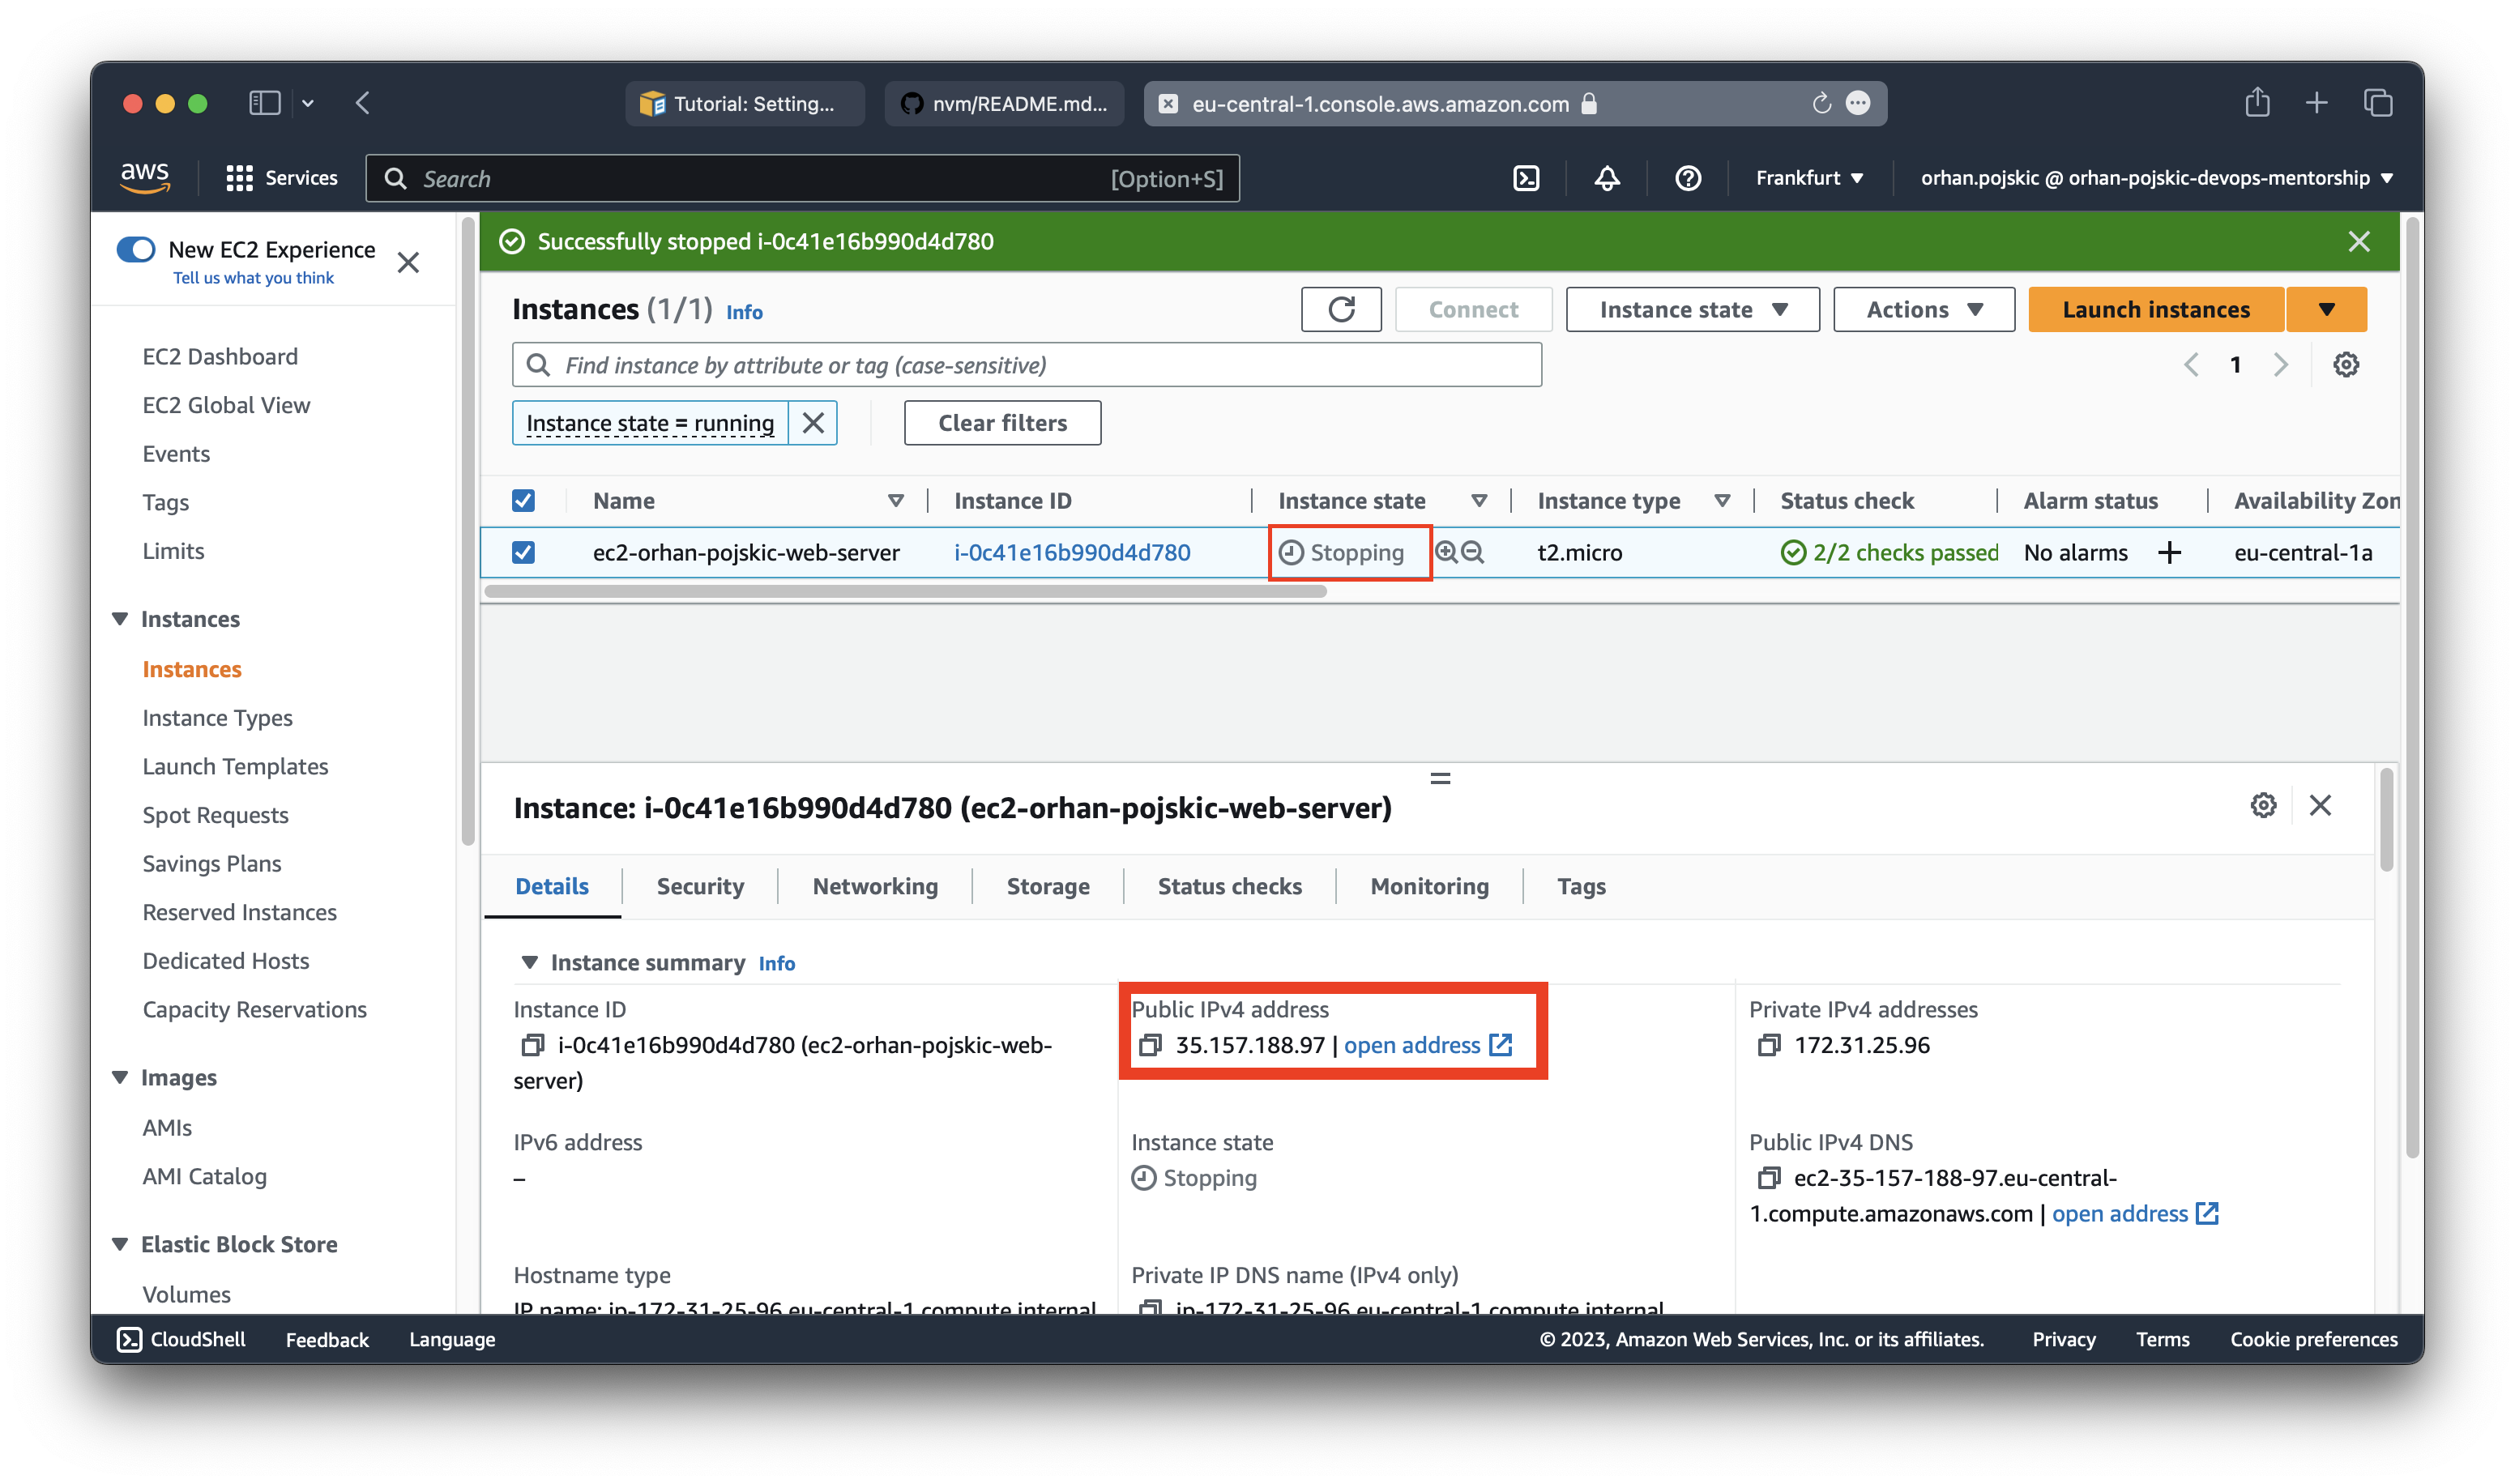 Tutorial: Setting...
nvm/README.md...
eu-central-1.console.aws.amazon.com
aws
Services
Search
[Option+S]
Frankfurt
orhan.pojskic @ orhan-pojskic-devops-mentorship
New EC2 Experience
Tell us what you think
EC2 Dashboard
EC2 Global View
Events
Tags
Limits
Instances
Instances
Instance Types
Launch Templates
Spot Requests
Savings Plans
Reserved Instances
Dedicated Hosts
Capacity Reservations
Images
AMIs
AMI Catalog
Elastic Block Store
Volumes
Successfully stopped i-0c41e16b990d4d780
Instances (1/1) Info
Connect
Instance state
Actions
Launch instances
Find instance by attribute or tag (case-sensitive)
1
Instance state = running
Clear filters
Name
Instance ID
Instance state
Instance type
Status check
Alarm status
Availability Zon
ec2-orhan-pojskic-web-server
i-0c41e16b990d4d780
Stopping
t2.micro
2/2 checks passed
No alarms
eu-central-1a
Instance: i-0c41e16b990d4d780 (ec2-orhan-pojskic-web-server)
Details
Security
Networking
Storage
Status checks
Monitoring
Tags
Instance summary Info
Instance ID
i-0c41e16b990d4d780 (ec2-orhan-pojskic-web-
server)
Public IPv4 address
35.157.188.97 | open address
Private IPv4 addresses
172.31.25.96
IPv6 address
–
Instance state
Stopping
Public IPv4 DNS
ec2-35-157-188-97.eu-central-
1.compute.amazonaws.com | open address
Hostname type
IP name: ip-172-31-25-96.eu-central-1.compute.internal
Private IP DNS name (IPv4 only)
ip-172-31-25-96.eu-central-1.compute.internal
CloudShell
Feedback
Language
© 2023, Amazon Web Services, Inc. or its affiliates.
Privacy
Terms
Cookie preferences